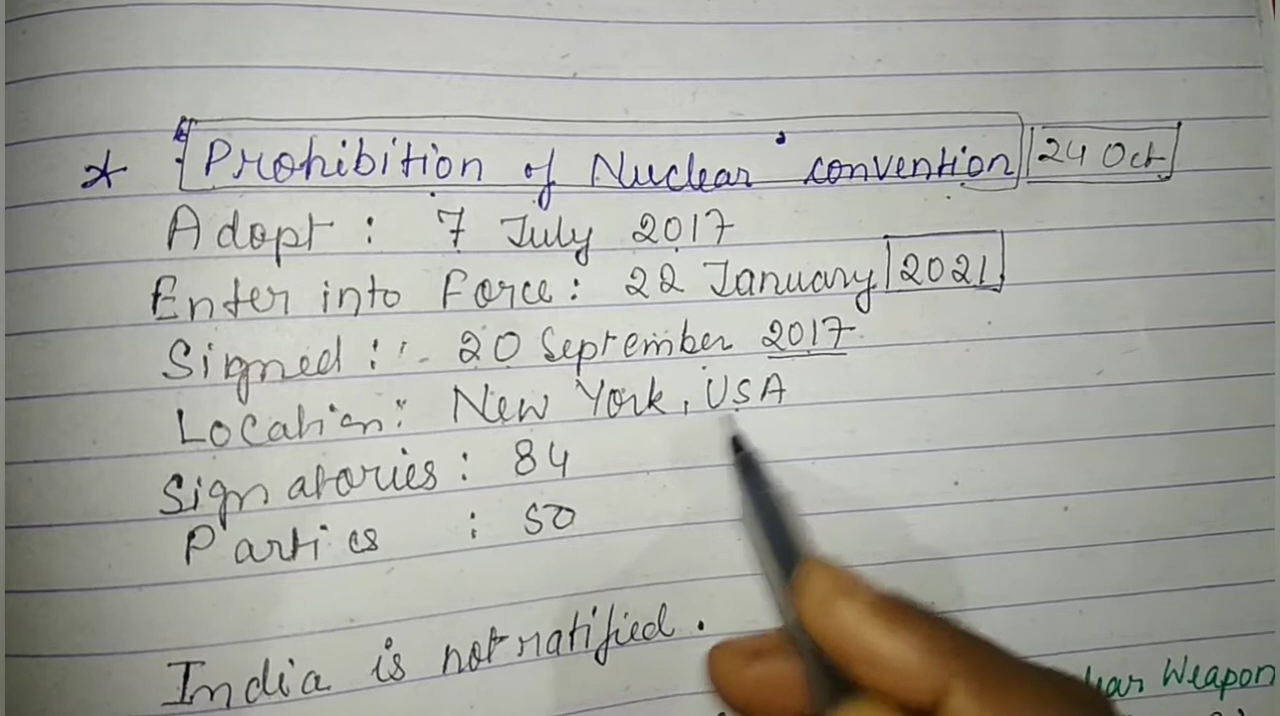 * Prohibition of Nuclear convention 24 Oct
Adopt : 7 July 2017
Enter into Force : 22 January 2021
Signed : - 20 September 2017
Location : New York, USA
Signatories : 84
Parties : 50
India is not ratified .
Weapon